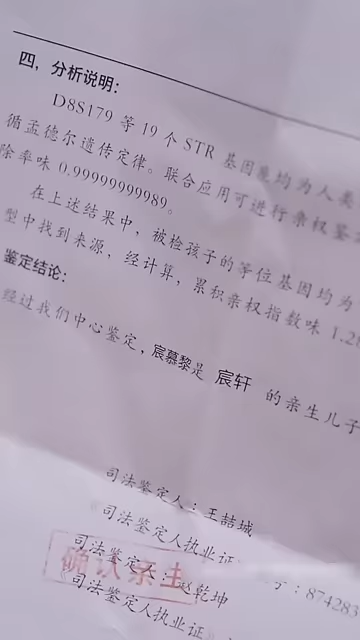 四，分析说明：
D8S179 等 19 个 STR 基因座均为人类
循孟德尔遗传定律。联合应用可进行亲权鉴
除率味 0.99999999989。
在上述结果中，被检孩子的等位基因均为
型中找到来源，经计算，累积亲权指数味 1.28
鉴定结论：
经过我们中心鉴定，宸慕黎是 宸轩 的亲生儿子
司法鉴定人：王喆城
司法鉴定人执业证 号：874283
司法鉴定人：赵乾坤
确认亲生
司法鉴定人执业证